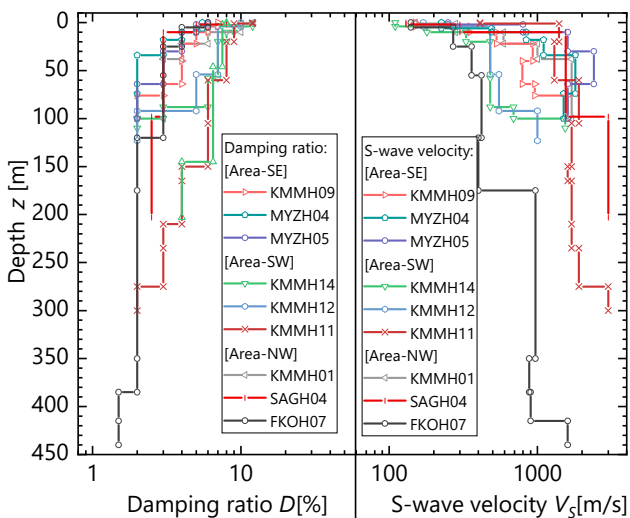 0
50
100
150
200
250
300
350
400
450
Depth z [m]
1
10
Damping ratio D[%]
100
1000
S-wave velocity VS[m/s]
Damping ratio:
[Area-SE]
KMMH09
MYZH04
MYZH05
[Area-SW]
KMMH14
KMMH12
KMMH11
[Area-NW]
KMMH01
SAGH04
FKOH07
S-wave velocity:
[Area-SE]
KMMH09
MYZH04
MYZH05
[Area-SW]
KMMH14
KMMH12
KMMH11
[Area-NW]
KMMH01
SAGH04
FKOH07